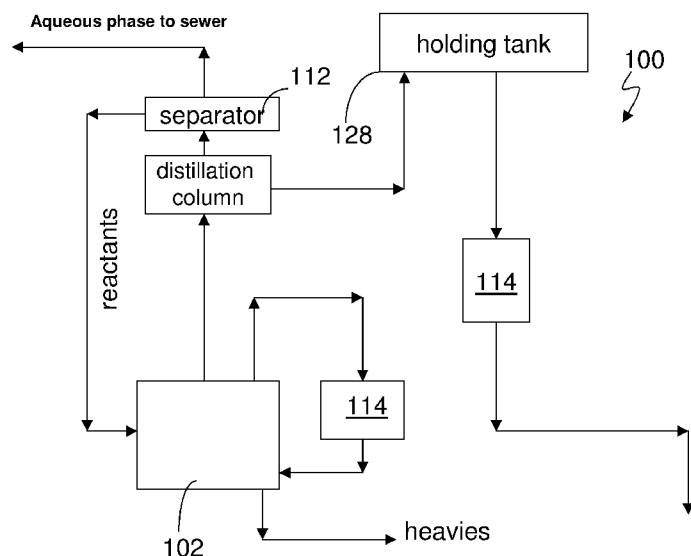 Aqueous phase to sewer
holding tank
100
112
separator
128
distillation
column
reactants
114
114
102
heavies